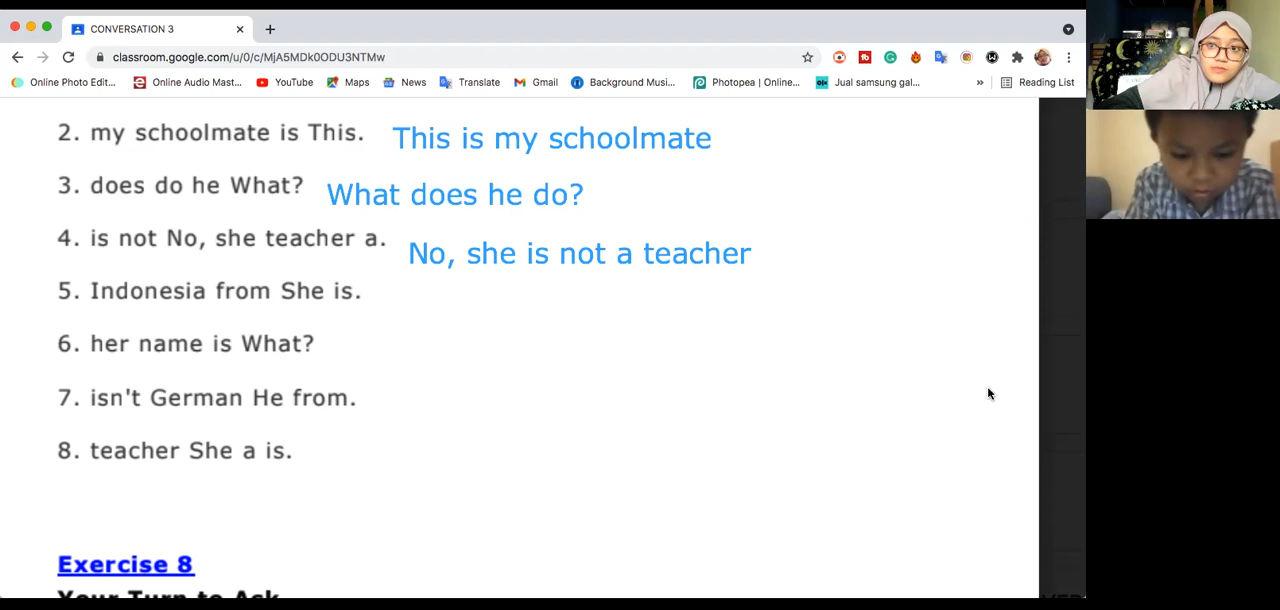 CONVERSATION 3
classroom.google.com/u/0/c/MjA5MDk0ODU3NTMw
Online Photo Edit... Online Audio Mast... YouTube Maps News Translate Gmail Background Musi... Photopea | Online... Jual samsung gal... » Reading List
2. my schoolmate is This. This is my schoolmate
3. does do he What? What does he do?
4. is not No, she teacher a. No, she is not a teacher
5. Indonesia from She is.
6. her name is What?
7. isn't German He from.
8. teacher She a is.
Exercise 8
Your Turn to Ask